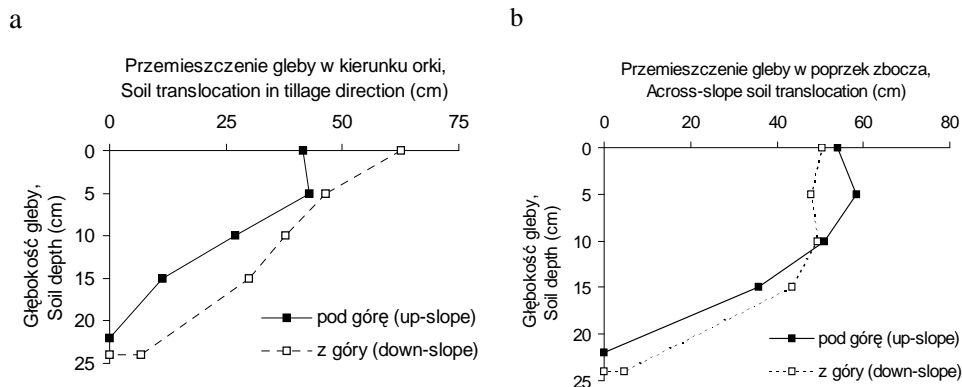 a
Przemieszczenie gleby w kierunku orki,
Soil translocation in tillage direction (cm)
0 25 50 75
0
5
10
15
20
25
Głębokość gleby,
Soil depth (cm)
pod górę (up-slope)
z góry (down-slope)
b
Przemieszczenie gleby w poprzek zbocza,
Across-slope soil translocation (cm)
0 20 40 60 80
0
5
10
15
20
25
Głębokość gleby,
Soil depth (cm)
pod górę (up-slope)
z góry (down-slope)